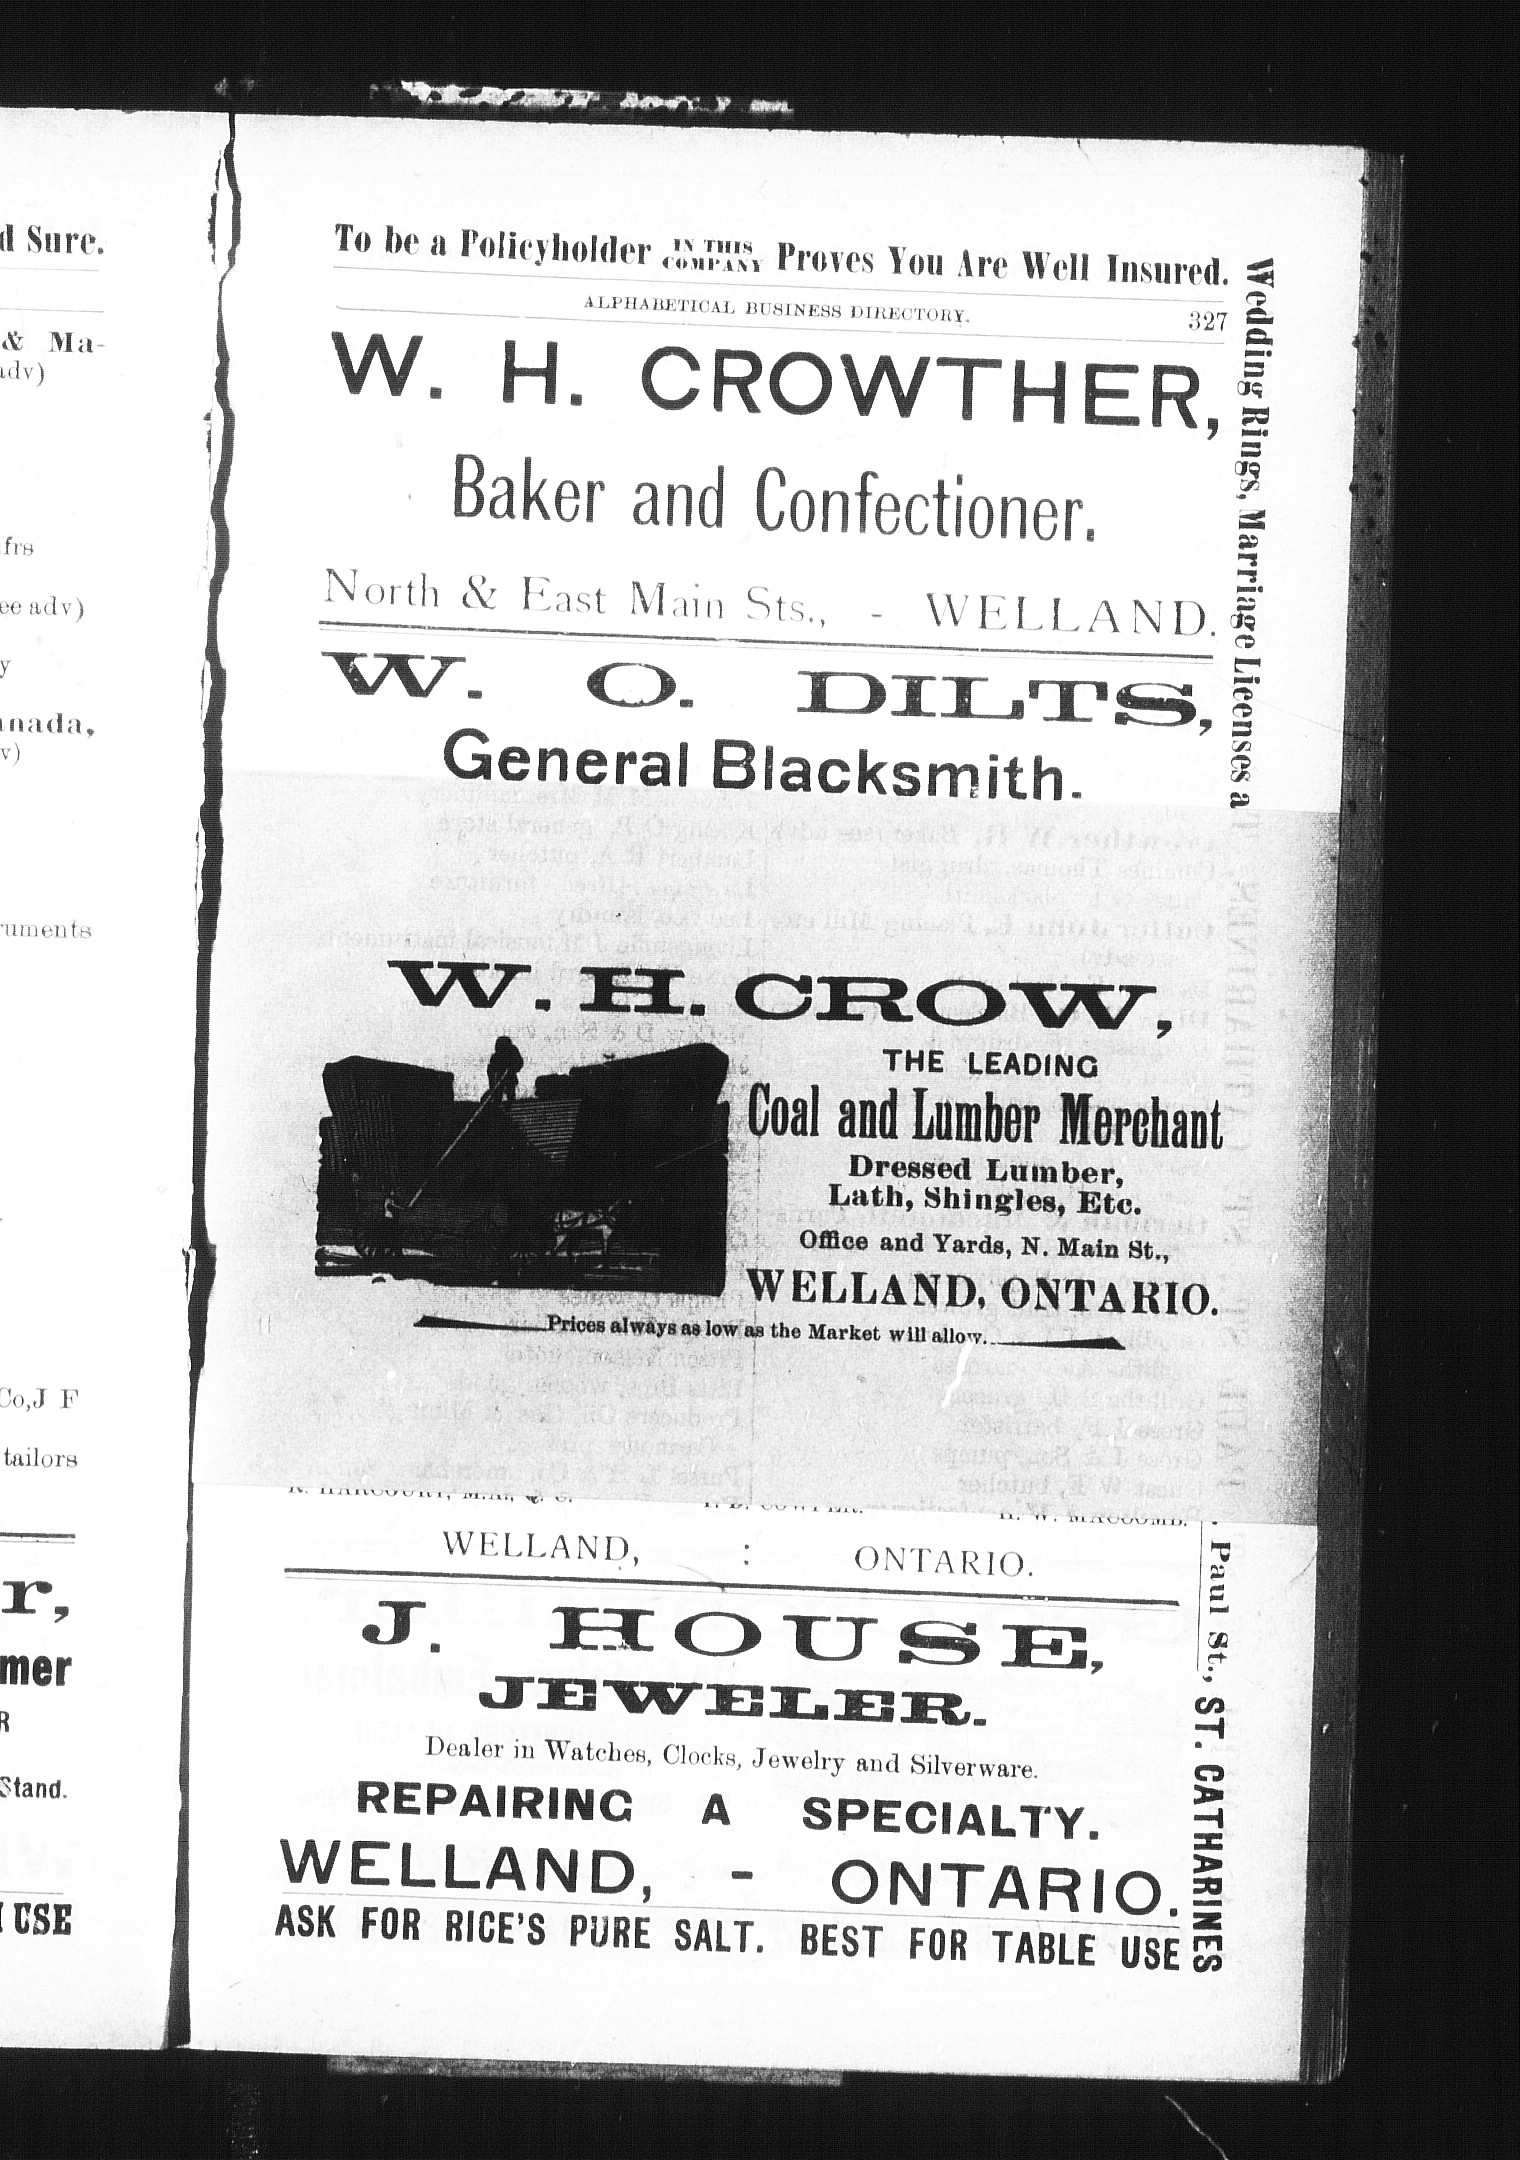 d Sure.
& Ma-
adv)
frs
ee adv)
y
anada,
v)
ruments
Co, J F
tailors
r,
mer
R
Stand.
USE
To be a Policyholder IN THIS COMPANY Proves You Are Well Insured.
ALPHABETICAL BUSINESS DIRECTORY. 327
W. H. CROWTHER,
Baker and Confectioner.
North & East Main Sts., - WELLAND.
W. O. DILTS,
General Blacksmith.
W. H. CROW,
THE LEADING
Coal and Lumber Merchant
Dressed Lumber,
Lath, Shingles, Etc.
Office and Yards, N. Main St.,
WELLAND, ONTARIO.
Prices always as low as the Market will allow.
R. HARCOURT, M.A., Q. C. I. B. COWPER. R. W. MACCOMB.
WELLAND, : ONTARIO.
J. HOUSE,
JEWELER.
Dealer in Watches, Clocks, Jewelry and Silverware.
REPAIRING A SPECIALTY.
WELLAND, - ONTARIO.
ASK FOR RICE'S PURE SALT. BEST FOR TABLE USE
Wedding Rings, Marriage Licenses a
Paul St., ST. CATHARINES